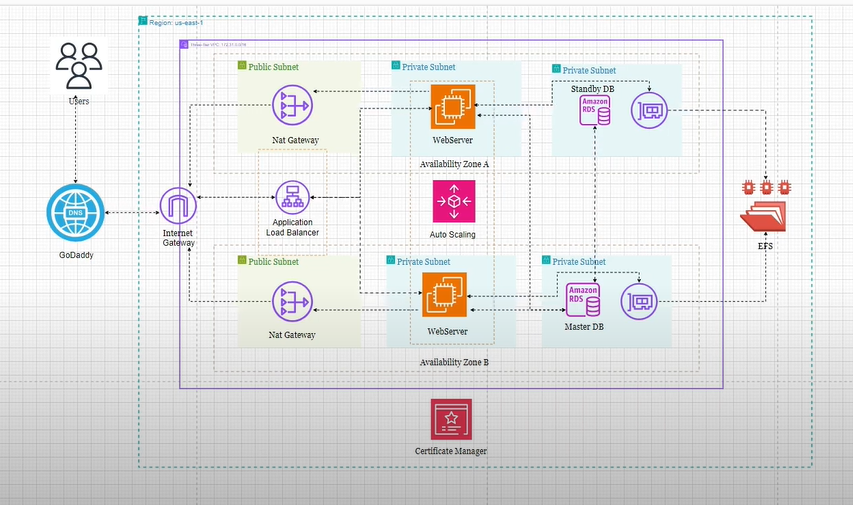 Region: us-east-1
Public Subnet
Private Subnet
Private Subnet
Standby DB
Amazon
RDS
Users
Nat Gateway
WebServer
Availability Zone A
DNS
GoDaddy
Internet
Gateway
Application
Load Balancer
Auto Scaling
EFS
Public Subnet
Private Subnet
Private Subnet
Amazon
RDS
Nat Gateway
WebServer
Master DB
Availability Zone B
Certificate Manager